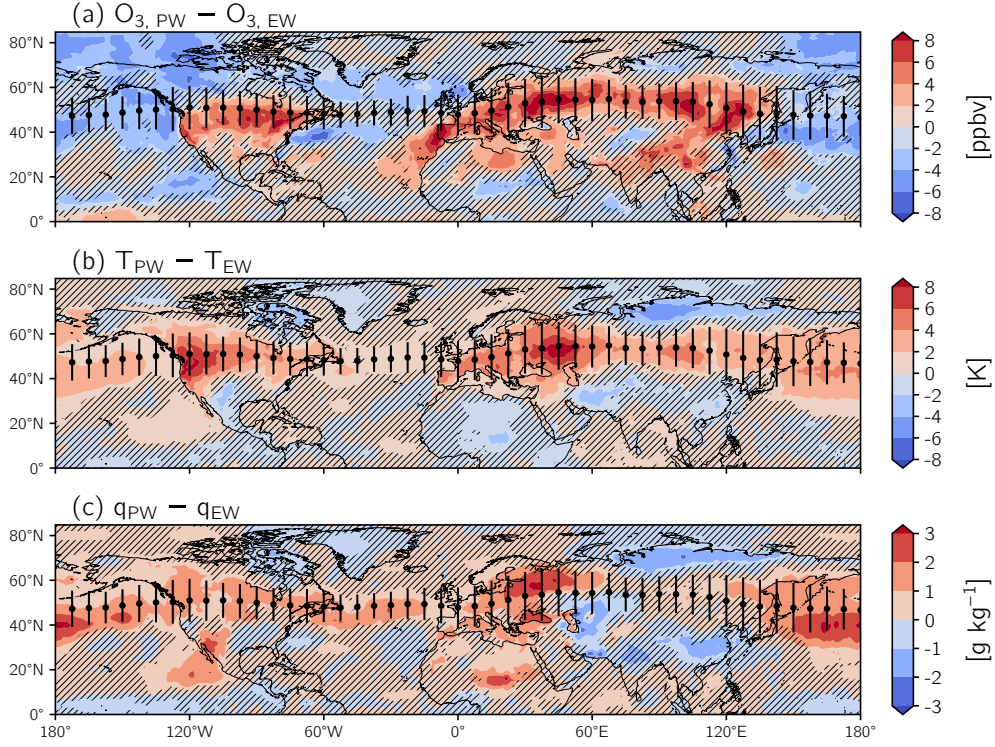 (a) O3, PW − O3, EW
80°N
60°N
40°N
20°N
0°
8
6
4
2
0
-2
-4
-6
-8
[ppbv]
(b) TPW − TEW
80°N
60°N
40°N
20°N
0°
8
6
4
2
0
-2
-4
-6
-8
[K]
(c) qPW − qEW
80°N
60°N
40°N
20°N
0°
3
2
1
0
-1
-2
-3
[g kg−1]
180° 120°W 60°W 0° 60°E 120°E 180°